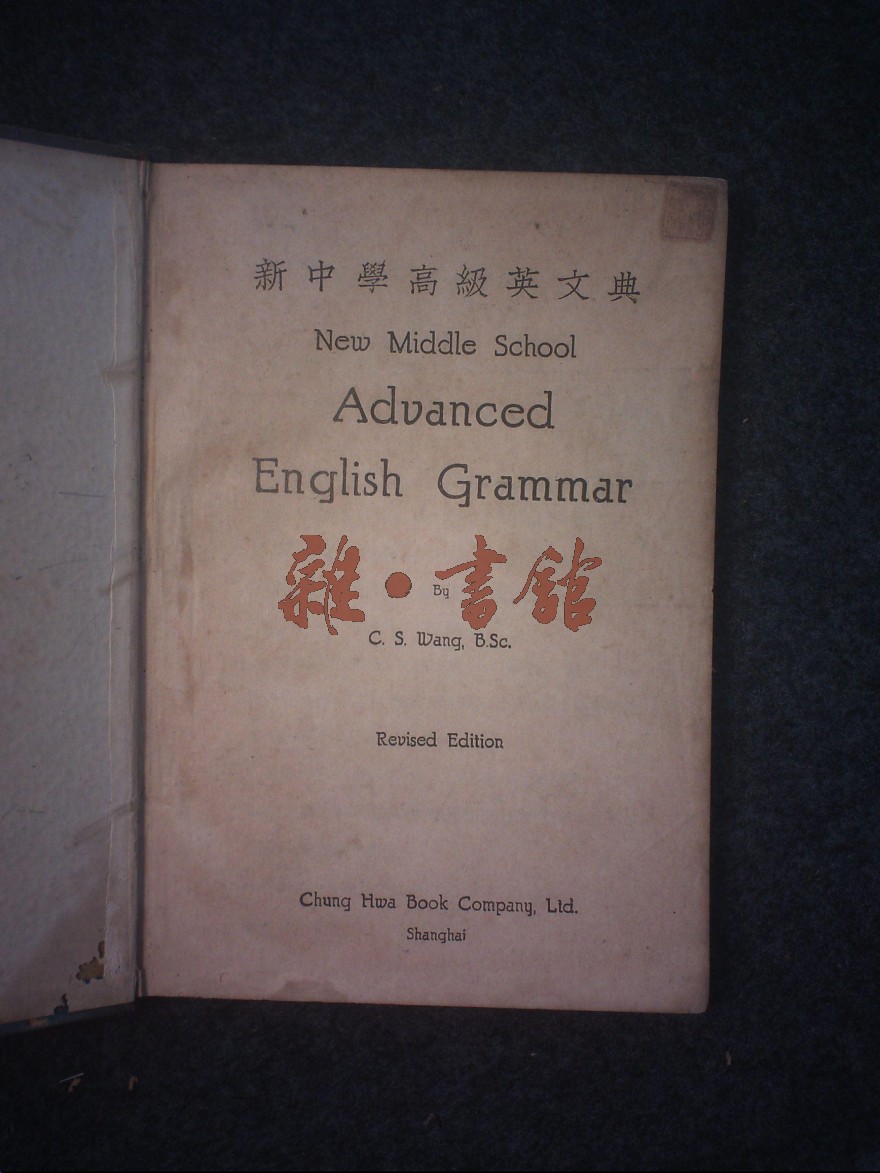 新中學高級英文典
New Middle School
Advanced
English Grammar
雜·書館
By
C. S. Wang, B.Sc.
Revised Edition
Chung Hwa Book Company, Ltd.
Shanghai